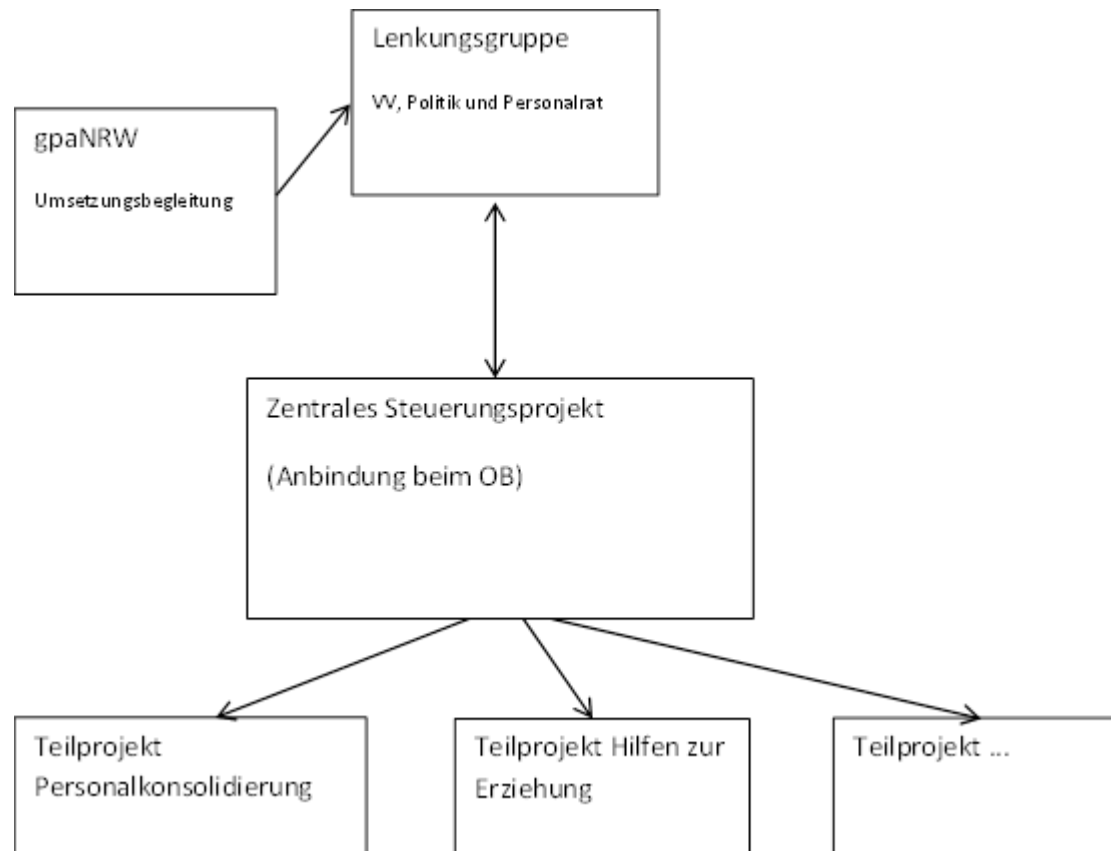 Lenkungsgruppe
VV, Politik und Personalrat
gpaNRW
Umsetzungsbegleitung
Zentrales Steuerungsprojekt
(Anbindung beim OB)
Teilprojekt
Personalkonsolidierung
Teilprojekt Hilfen zur
Erziehung
Teilprojekt ...